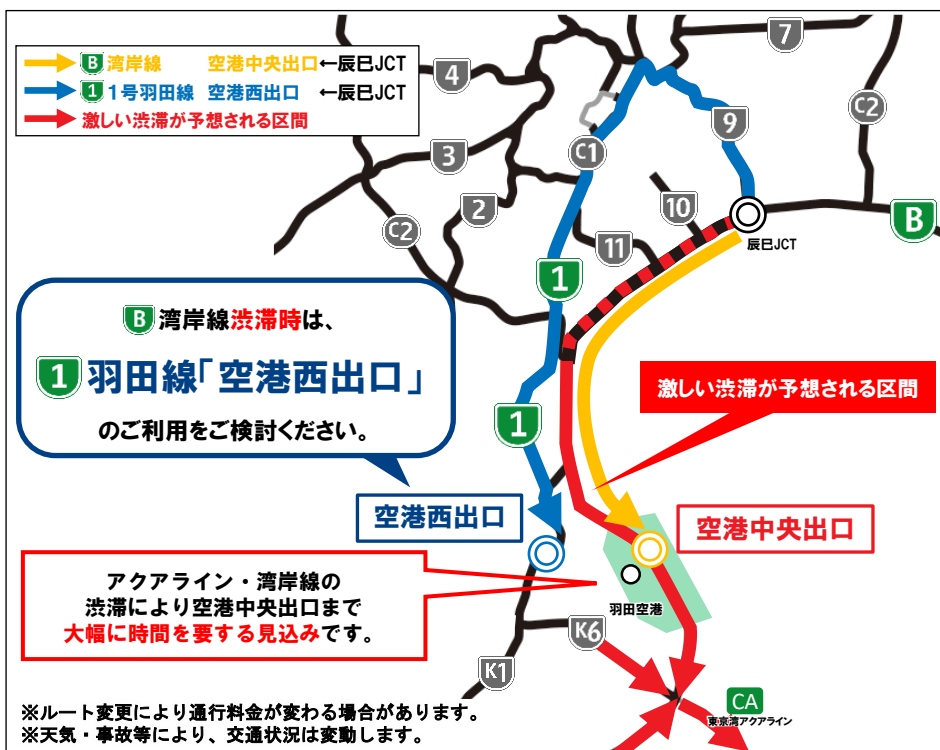 B 湾岸線 空港中央出口←辰巳JCT
1 1号羽田線 空港西出口 ←辰巳JCT
激しい渋滞が予想される区間
7
4
C2
9
3
C1
2
10
C2
B
11
辰巳JCT
1
B 湾岸線渋滞時は、
1 羽田線「空港西出口」
のご利用をご検討ください。
激しい渋滞が予想される区間
1
空港西出口
空港中央出口
アクアライン・湾岸線の
渋滞により空港中央出口まで
大幅に時間を要する見込みです。
羽田空港
K6
K1
CA
東京湾アクアライン
※ルート変更により通行料金が変わる場合があります。
※天気・事故等により、交通状況は変動します。